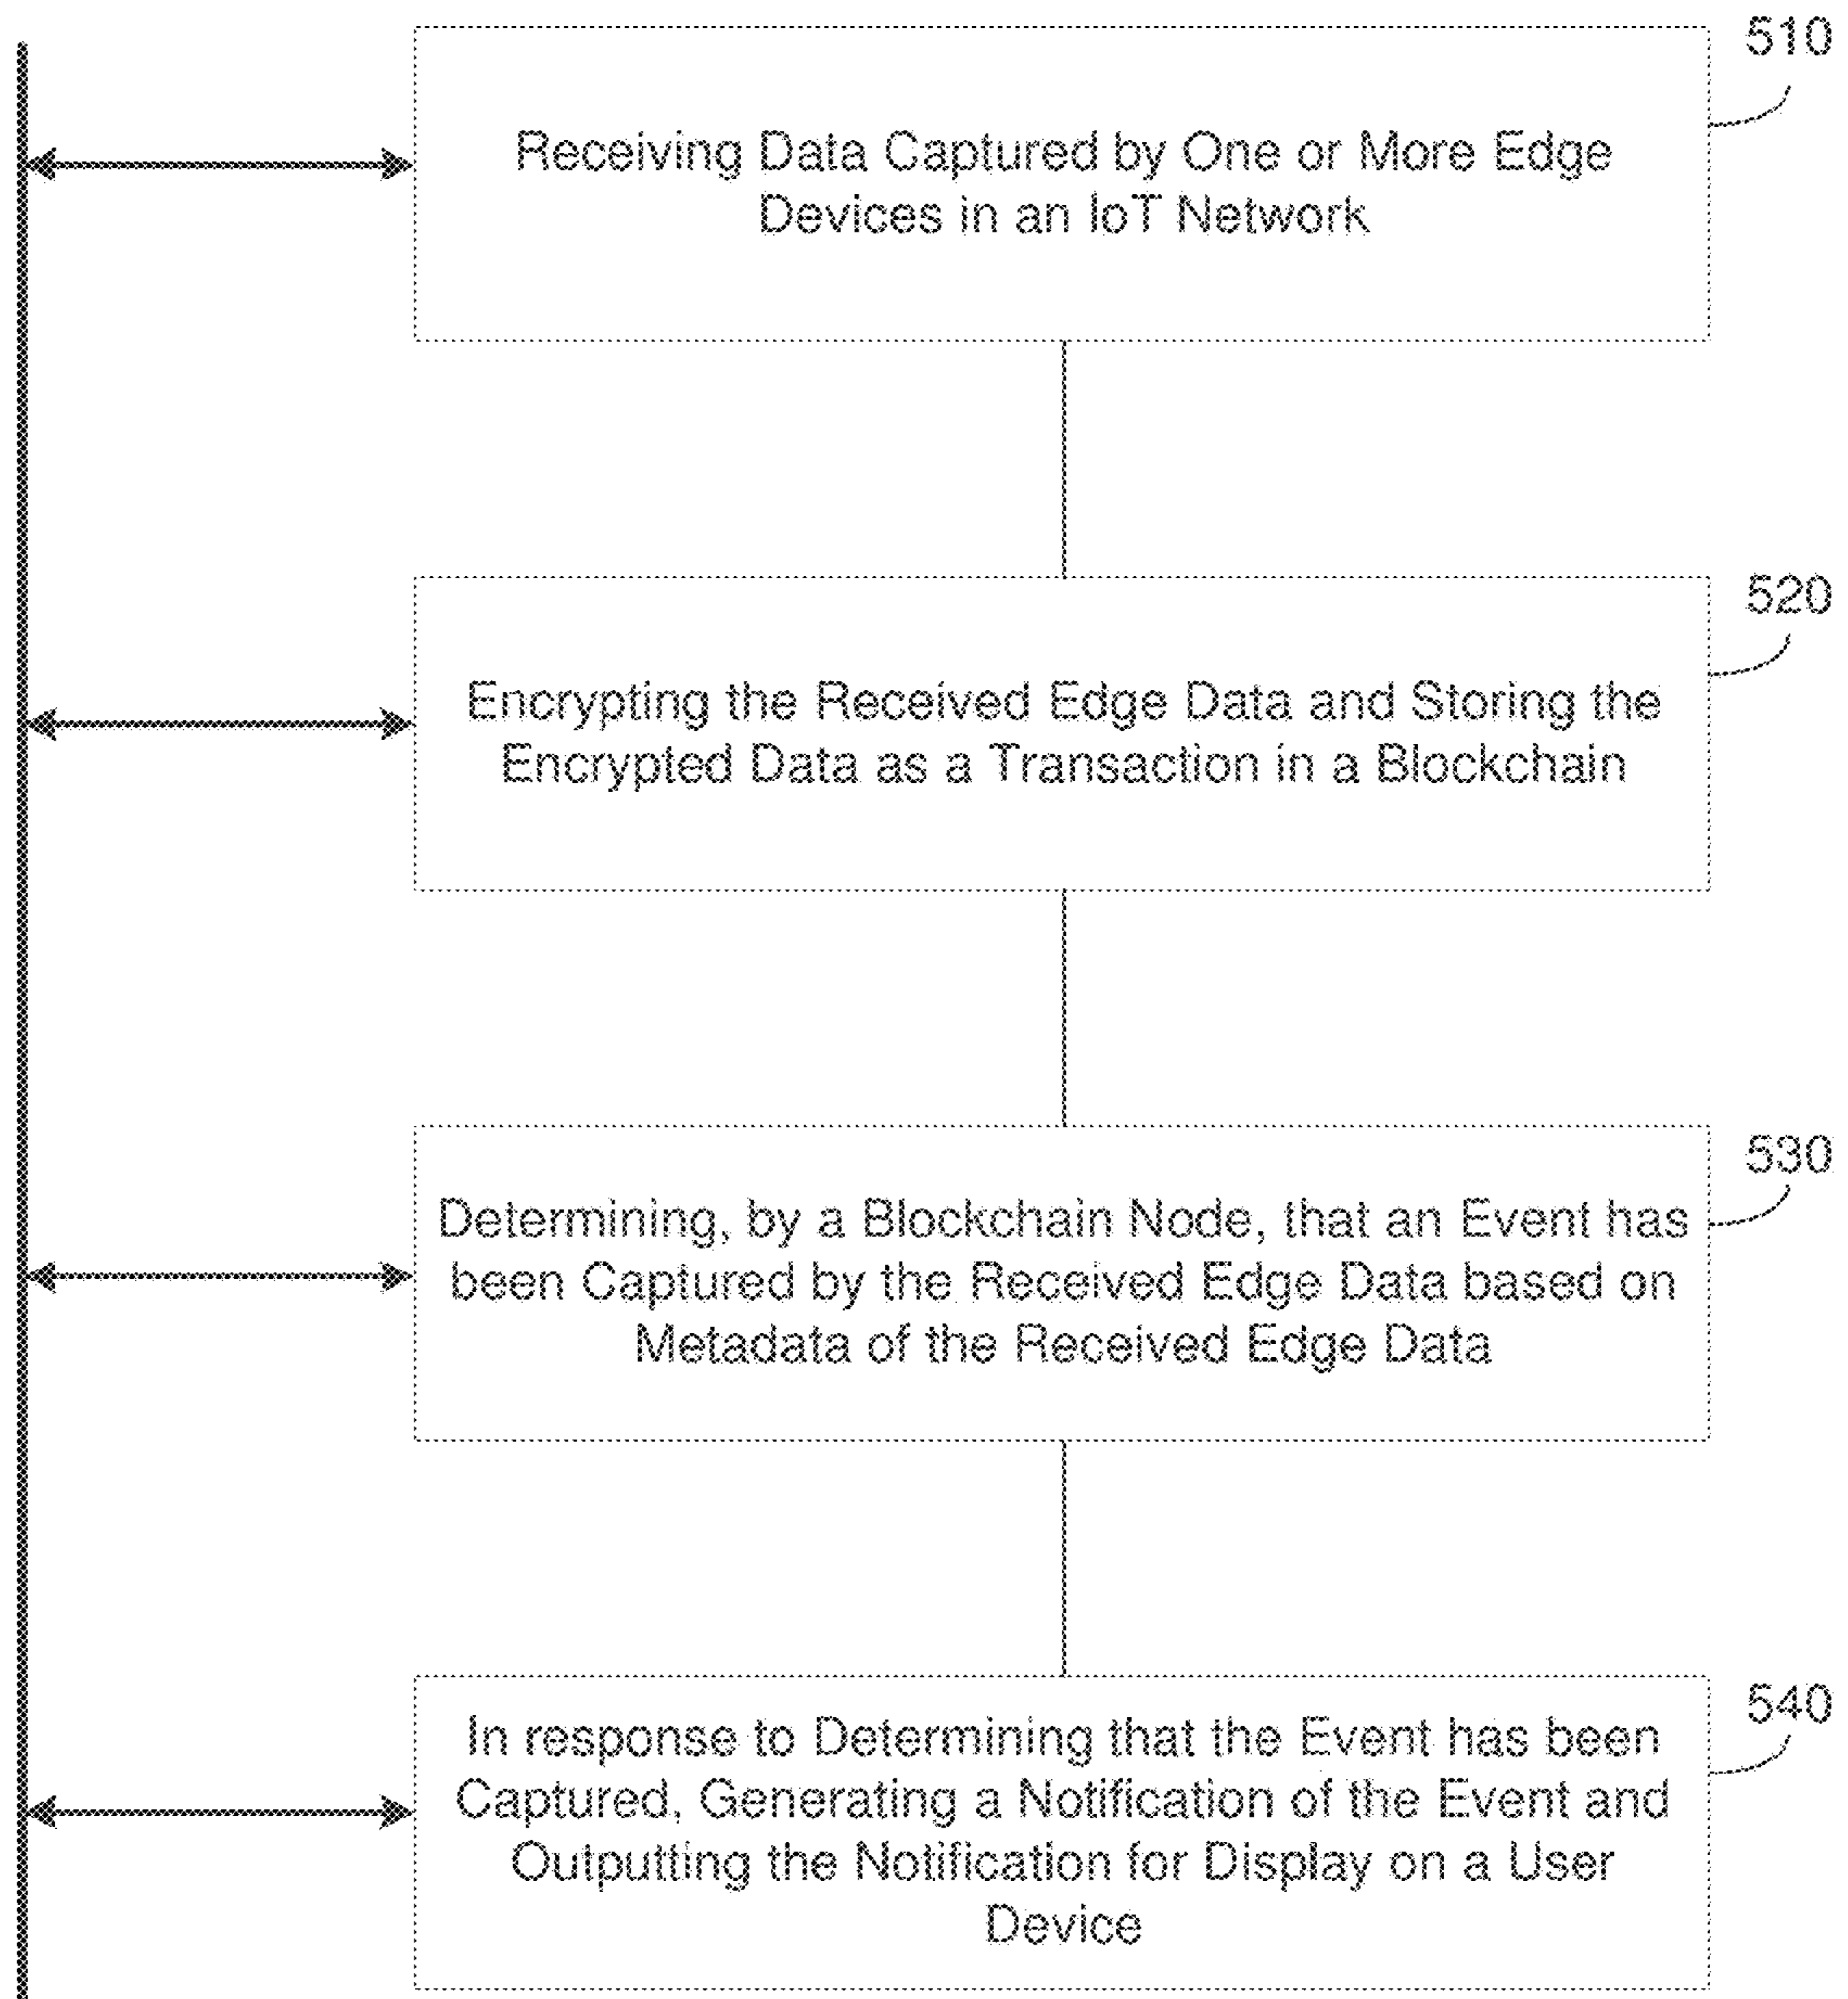 510
Receiving Data Captured by One or More Edge
Devices in an IoT Network
520
Encrypting the Received Edge Data and Storing the
Encrypted Data as a Transaction in a Blockchain
530
Determining, by a Blockchain Node, that an Event has
been Captured by the Received Edge Data based on
Metadata of the Received Edge Data
540
In response to Determining that the Event has been
Captured, Generating a Notification of the Event and
Outputting the Notification for Display on a User
Device